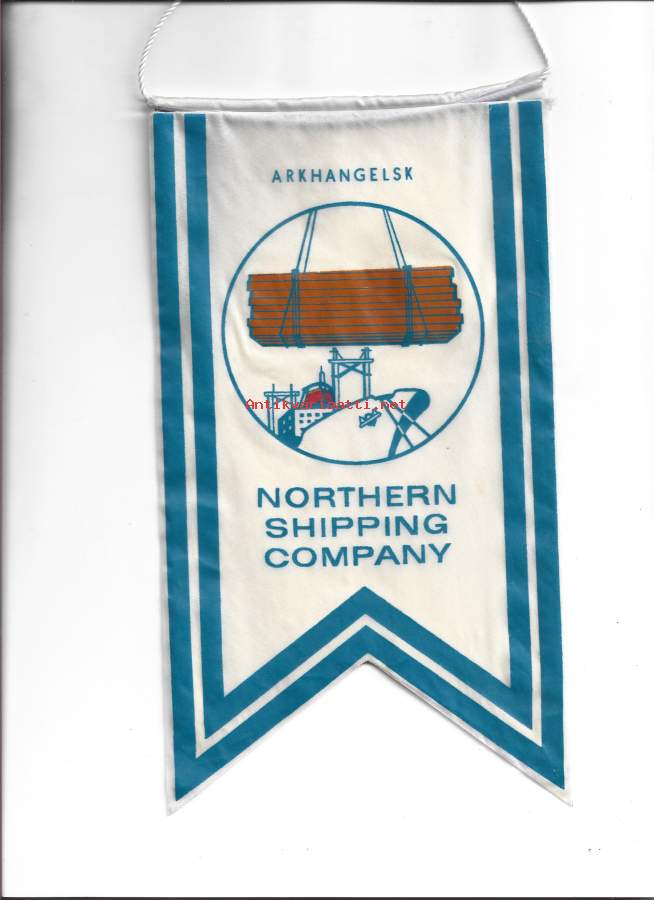 ARKHANGELSK
Antikvariaatti.net
NORTHERN
SHIPPING
COMPANY